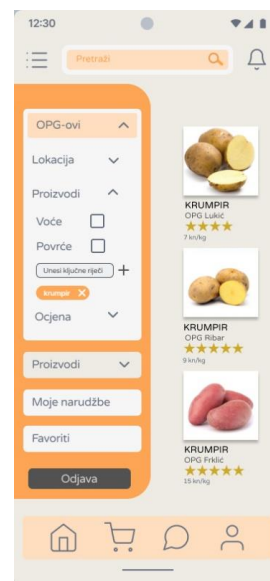 12:30
Pretraži
OPG-ovi
Lokacija
Proizvodi
Voće
Povrće
Unesi ključne riječi
krumpir
Ocjena
Proizvodi
Moje narudžbe
Favoriti
Odjava
KRUMPIR
OPG Lukić
7 kn/kg
KRUMPIR
OPG Ribar
9 kn/kg
KRUMPIR
OPG Frklić
15 kn/kg